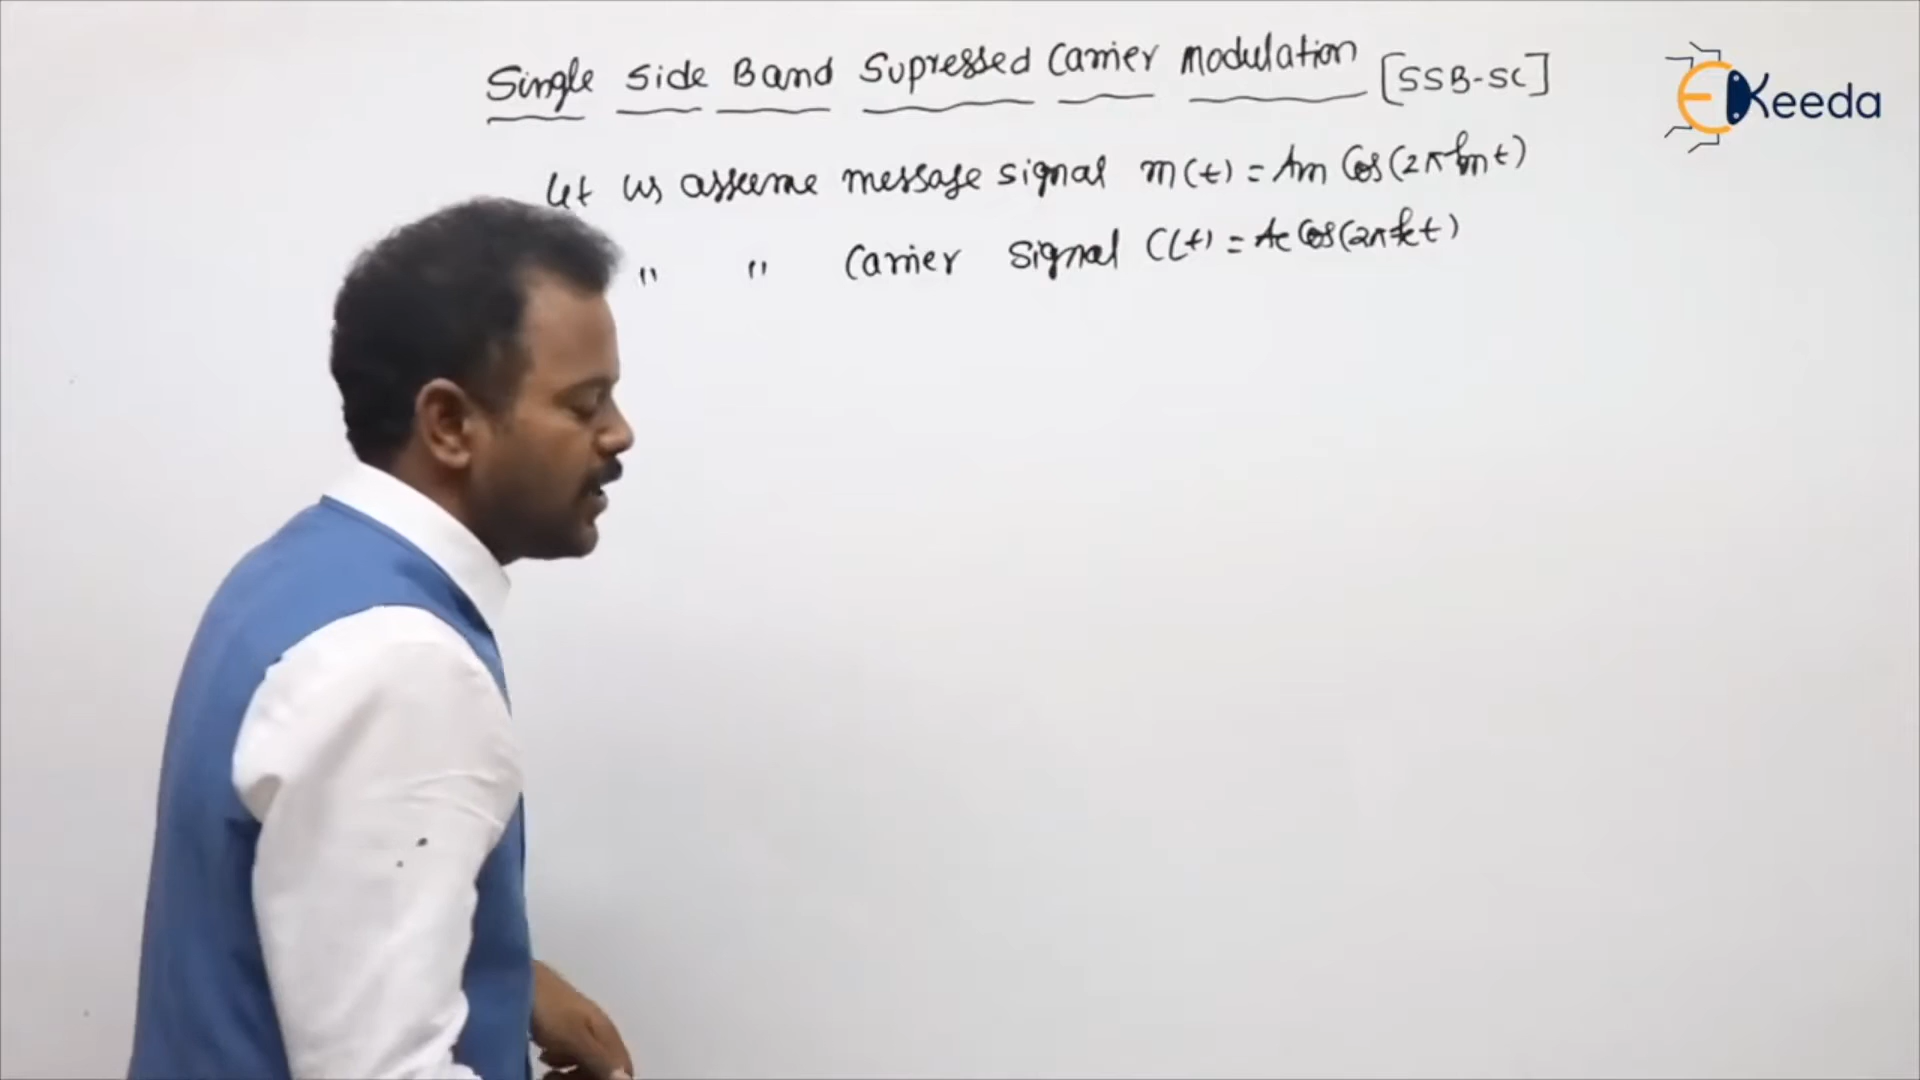 Single Side Band Supressed Carrier Modulation [SSB-SC]
Let us assume message signal m(t) = Am Cos(2πfmt)
" " Carrier signal C(t) = Ac Cos(2πfct)
EKeeda